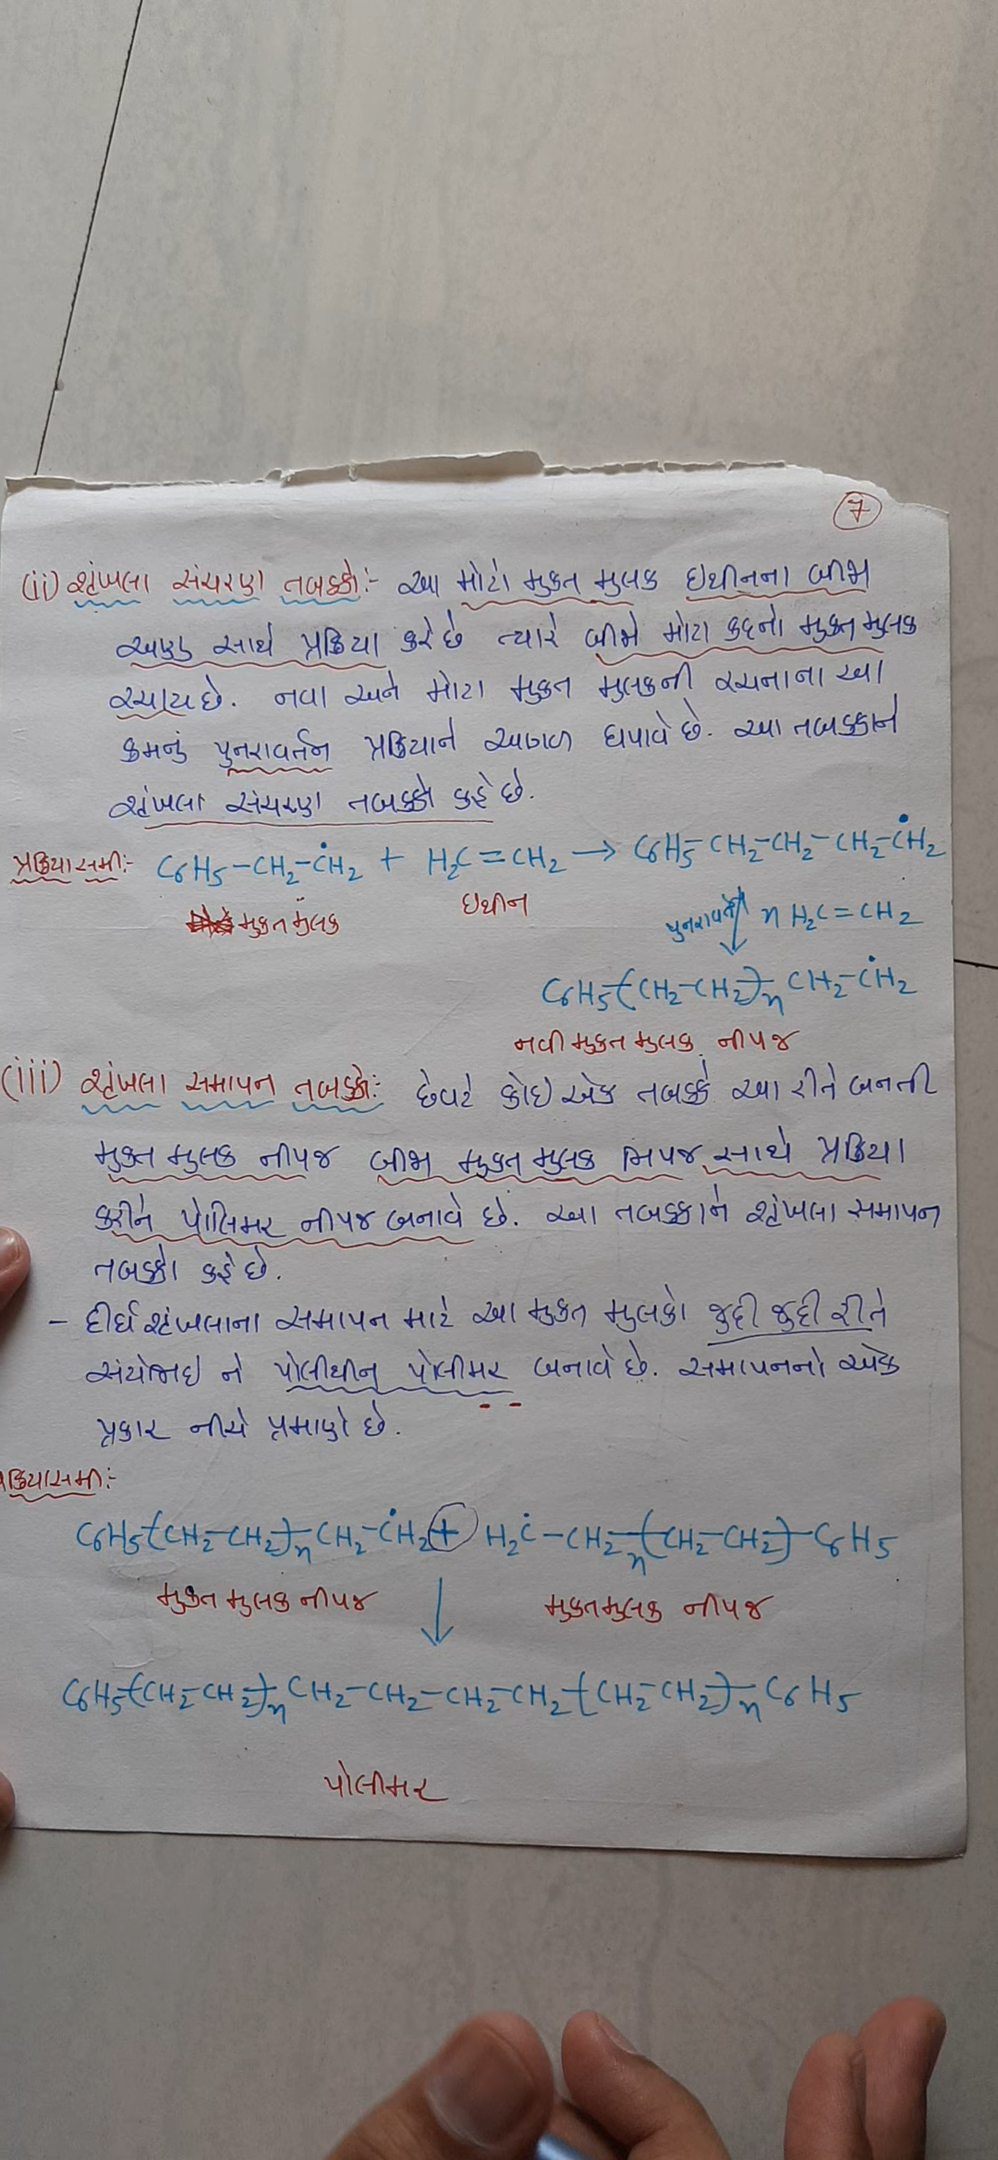 7
(ii) શૃંખલા સંચરણ તબક્કો:- આ મોટો મુક્ત મુલક ઇથીનના બીજા
અણુ સાથે પ્રક્રિયા કરે છે ત્યારે બીજો મોટા કદનો મુક્ત મુલક
રચાય છે. નવા અને મોટા મુક્ત મુલકની રચનાના આ
ક્રમનું પુનરાવર્તન પ્રક્રિયાને આગળ ધપાવે છે. આ તબક્કાને
શૃંખલા સંચરણ તબક્કો કહે છે.
પ્રક્રિયા સમી:- C6H5-CH2-ĊH2 + H2C=CH2 → C6H5-CH2-CH2-CH2-ĊH2
મુક્ત મુલક ઇથીન
n H2C=CH2
↓
C6H5-(CH2-CH2)n-CH2-ĊH2
નવી મુક્ત મુલક નીપજ
(iii) શૃંખલા સમાપન તબક્કો:- છેવટે કોઇ એક તબક્કે આ રીતે બનતી
મુક્ત મુલક નીપજ બીજી મુક્ત મુલક નિપજ સાથે પ્રક્રિયા
કરીને પોલિમર નીપજ બનાવે છે. આ તબક્કાને શૃંખલા સમાપન
તબક્કો કહે છે.
- દીર્ઘ શૃંખલાના સમાપન માટે આ મુક્ત મુલકો જુદી જુદી રીતે
સંયોજાઇ ને પોલીથીન પોલીમર બનાવે છે. સમાપનનો એક
પ્રકાર નીચે પ્રમાણે છે.
ક્રિયા સમી:-
C6H5-(CH2-CH2)n-CH2-ĊH2 + H2Ċ-CH2-n(CH2-CH2)-C6H5
મુક્ત મુલક નીપજ મુક્ત મુલક નીપજ
↓
C6H5-(CH2-CH2)n-CH2-CH2-CH2-CH2-(CH2-CH2)n-C6H5
પોલીમર